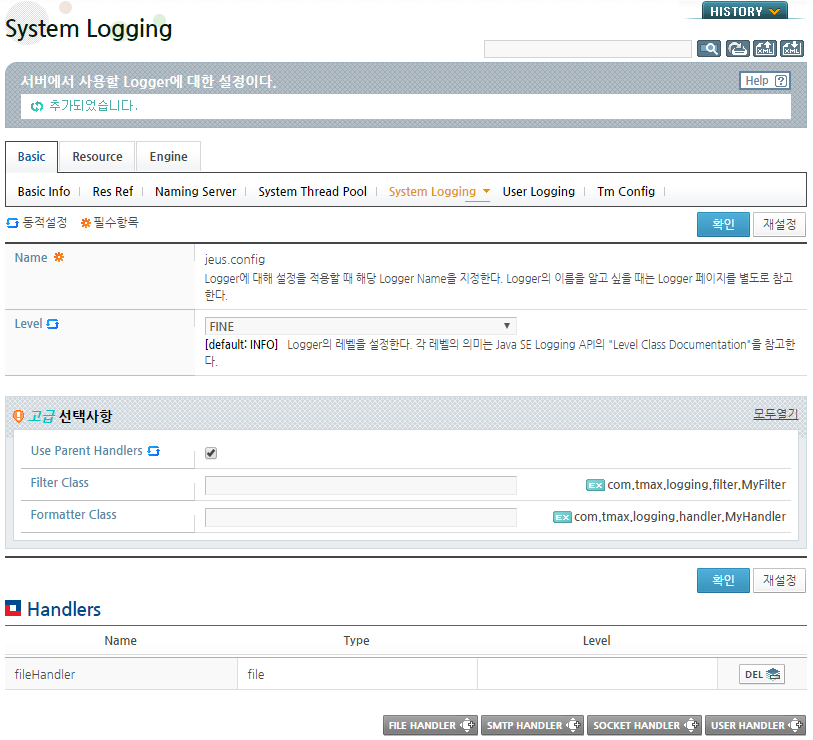 HISTORY
System Logging
XML XML
서버에서 사용할 Logger에 대한 설정이다.
Help ?
추가되었습니다.
Basic Resource Engine
Basic Info Res Ref Naming Server System Thread Pool System Logging User Logging Tm Config
동적설정 필수항목
확인 재설정
Name
jeus.config
Logger에 대해 설정을 적용할 때 해당 Logger Name을 지정한다. Logger의 이름을 알고 싶을 때는 Logger 페이지를 별도로 참고
한다.
Level
FINE
[default: INFO] Logger의 레벨을 설정한다. 각 레벨의 의미는 Java SE Logging API의 "Level Class Documentation"을 참고한
다.
고급 선택사항
모두열기
Use Parent Handlers
Filter Class
EX com.tmax.logging.filter.MyFilter
Formatter Class
EX com.tmax.logging.handler.MyHandler
확인 재설정
Handlers
Name Type Level
fileHandler file DEL
FILE HANDLER SMTP HANDLER SOCKET HANDLER USER HANDLER